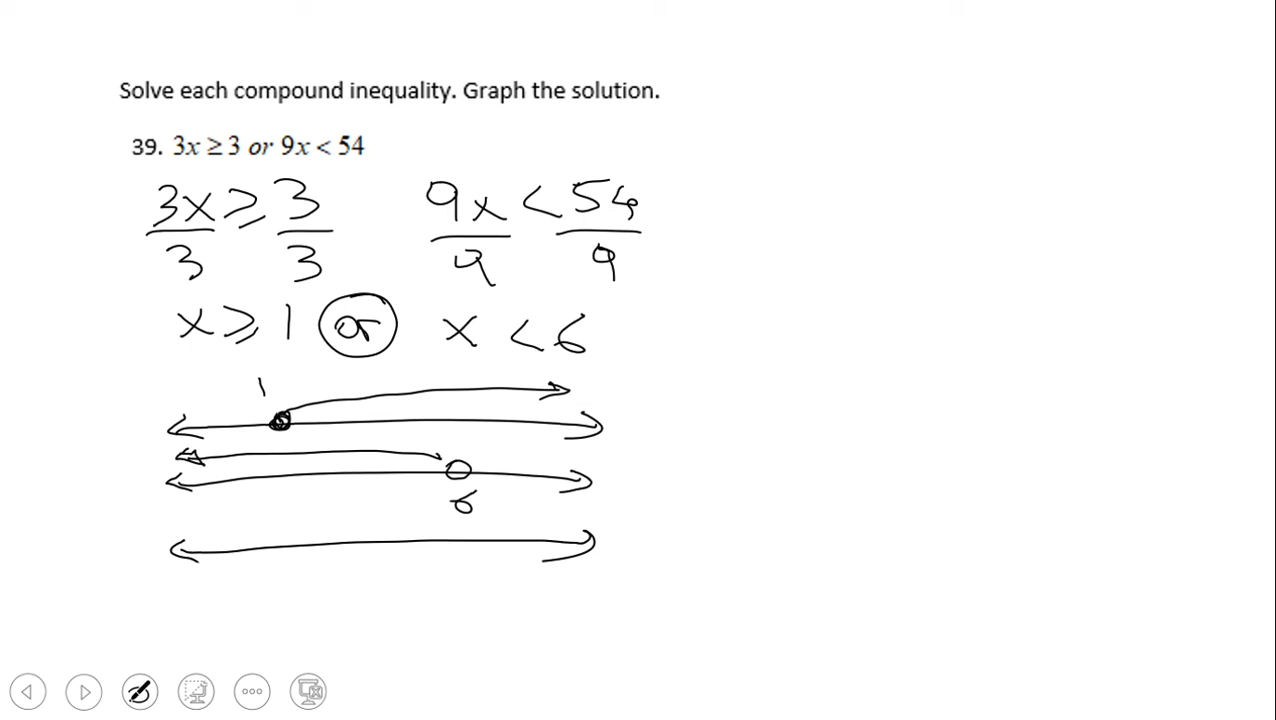 Solve each compound inequality. Graph the solution.
39. 3x ≥ 3 or 9x < 54
3x ≥ 3 9x < 54
3 3 9 9
x ≥ 1 or x < 6
1
6